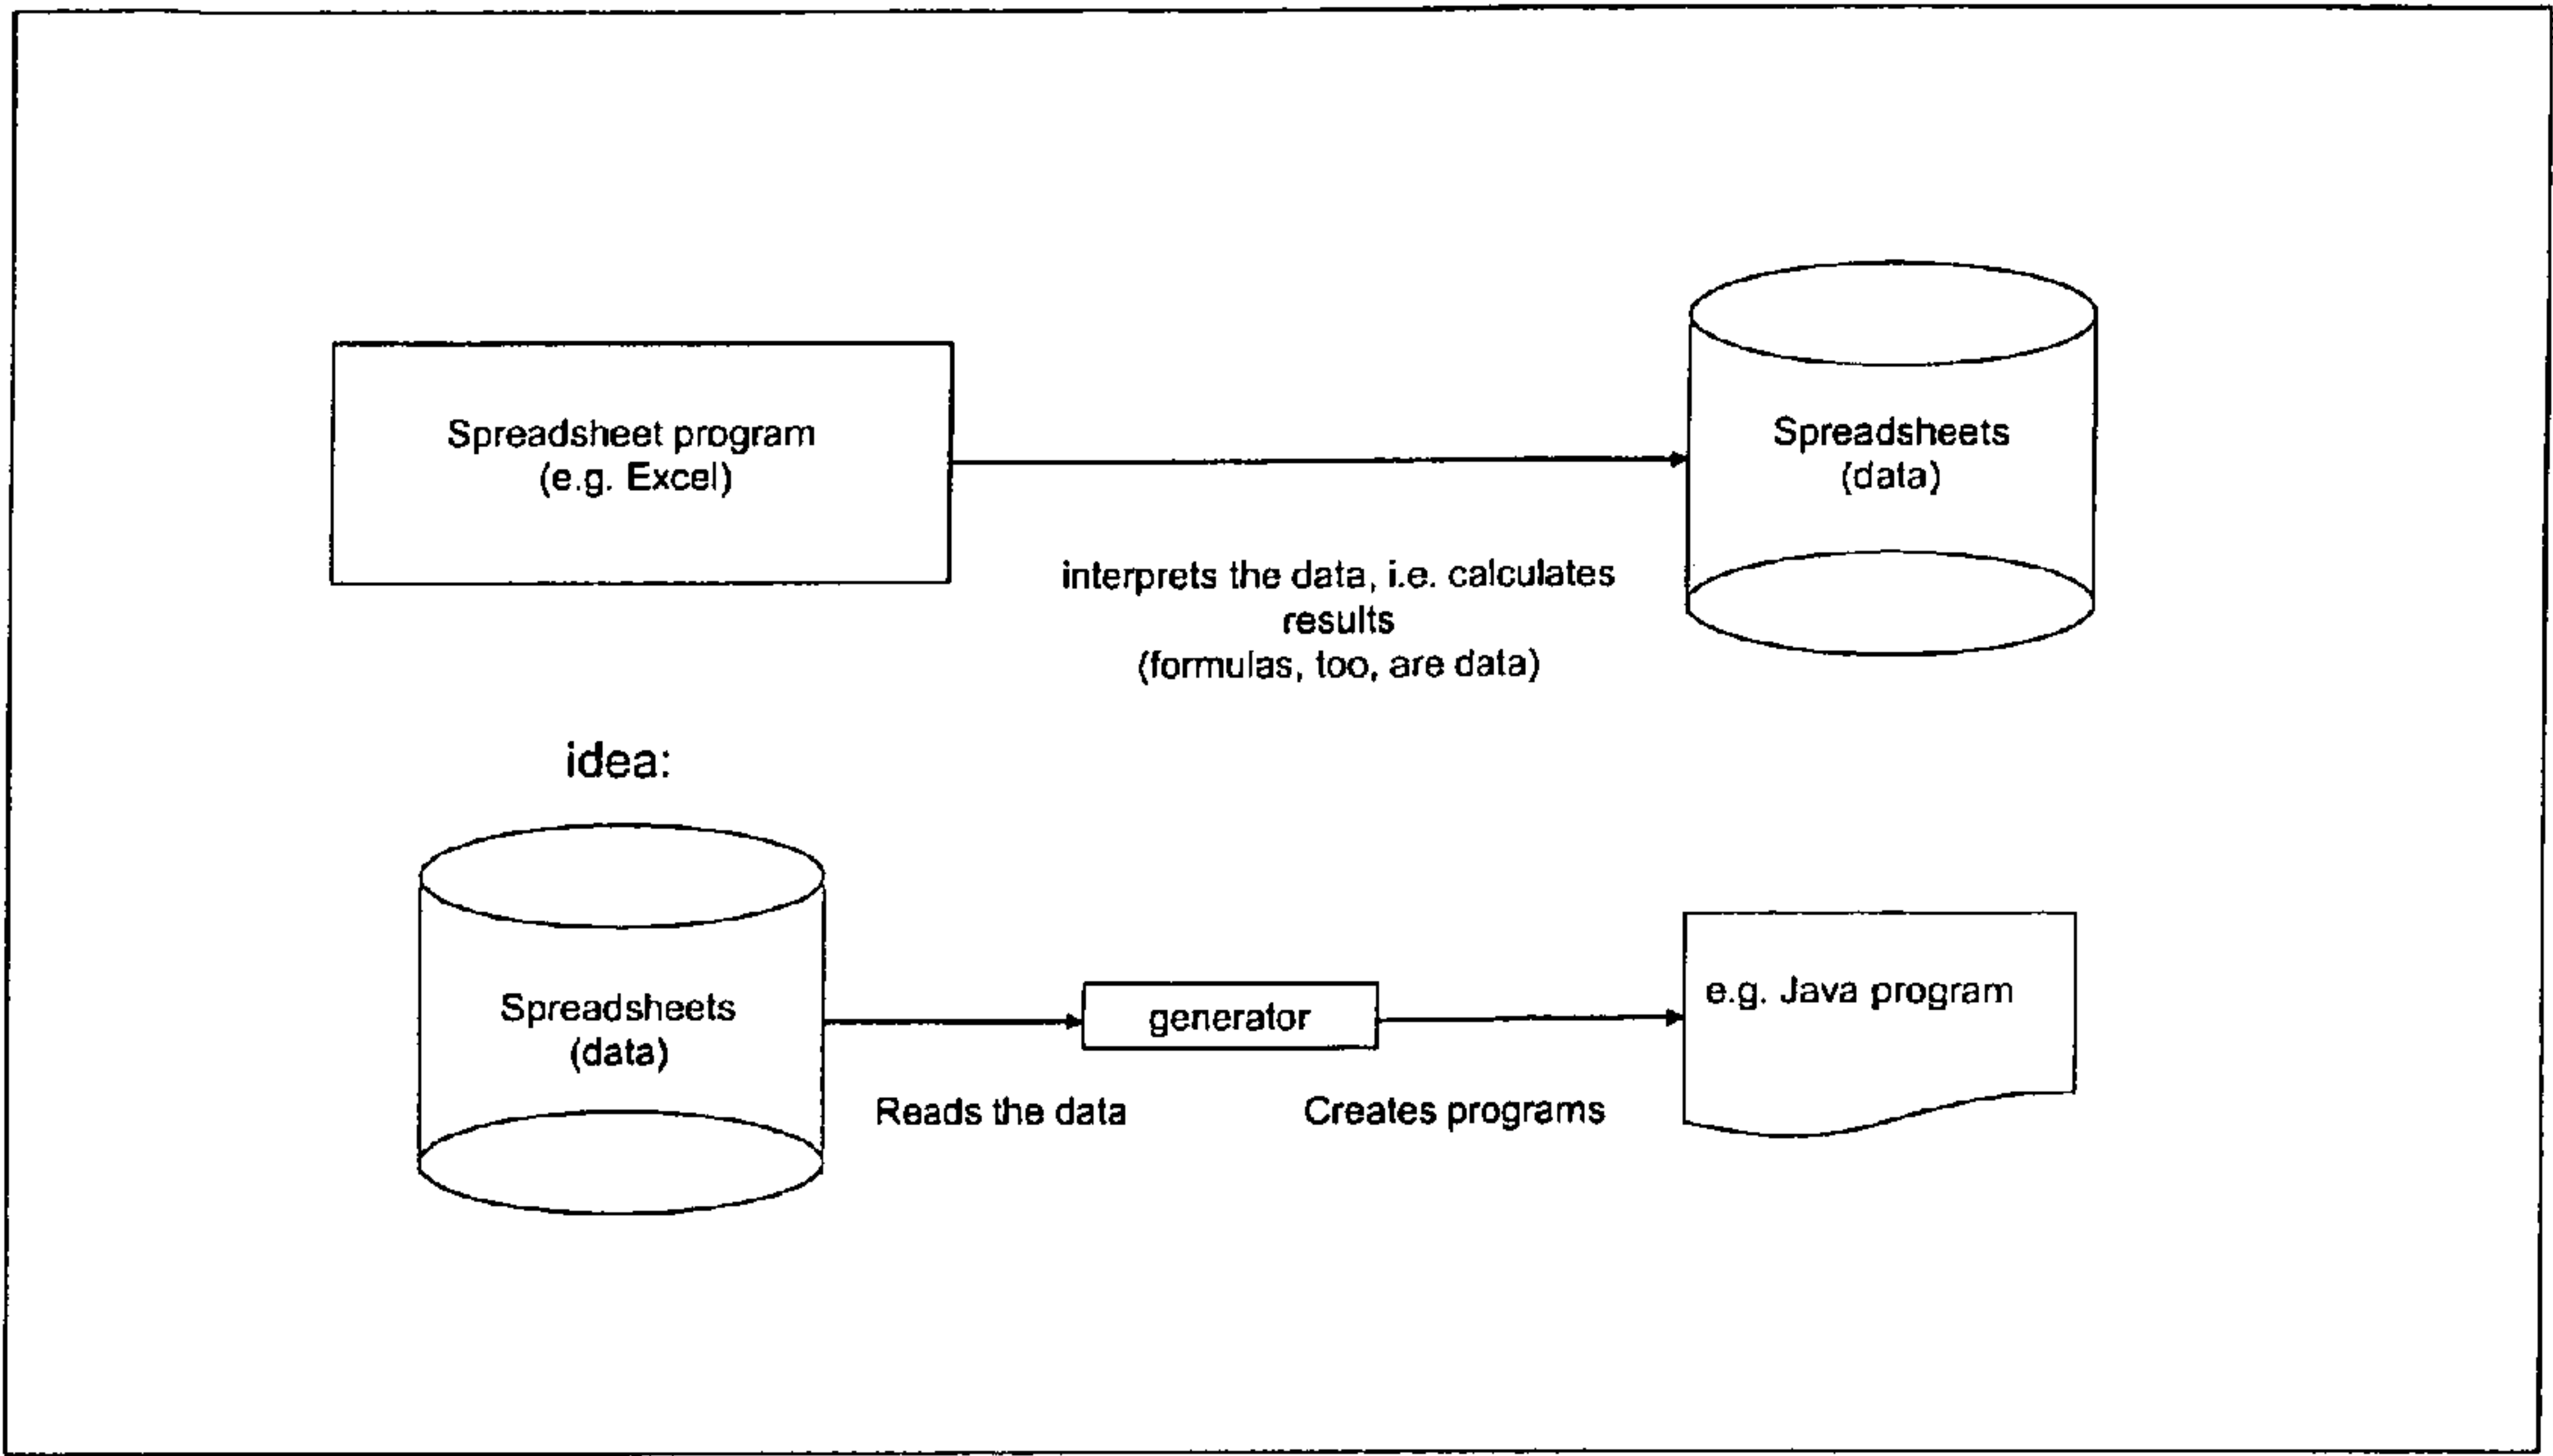 Spreadsheet program
(e.g. Excel)
Spreadsheets
(data)
interprets the data, i.e. calculates
results
(formulas, too, are data)
idea:
Spreadsheets
(data)
generator
e.g. Java program
Reads the data
Creates programs